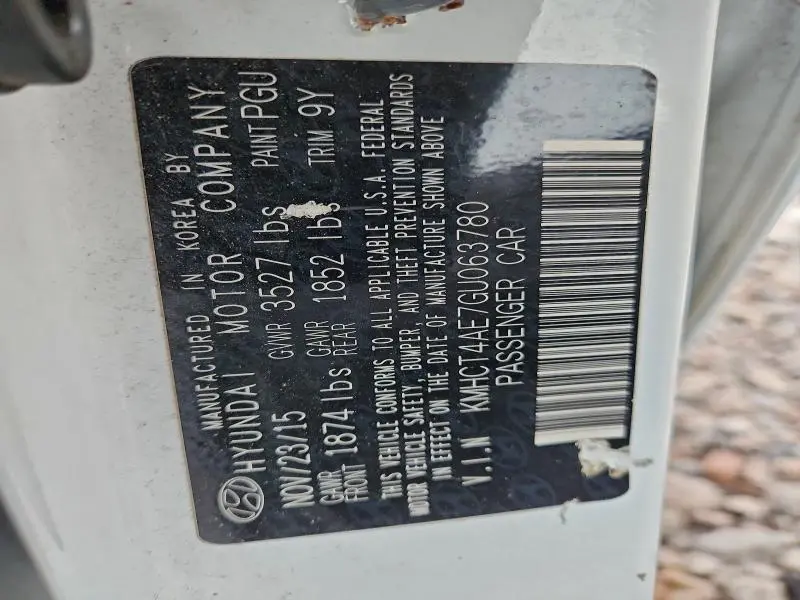 MANUFACTURED IN KOREA BY
HYUNDAI MOTOR COMPANY
NOV/23/15 GVWR 3527 lbs PAINT PGU
GAWR FRONT 1874 lbs GAWR REAR 1852 lbs TRIM 9Y
THIS VEHICLE CONFORMS TO ALL APPLICABLE U.S.A. FEDERAL
MOTOR VEHICLE SAFETY, BUMPER, AND THEFT PREVENTION STANDARDS
IN EFFECT ON THE DATE OF MANUFACTURE SHOWN ABOVE
V.I.N KMHCT4AE7GU063780
PASSENGER CAR